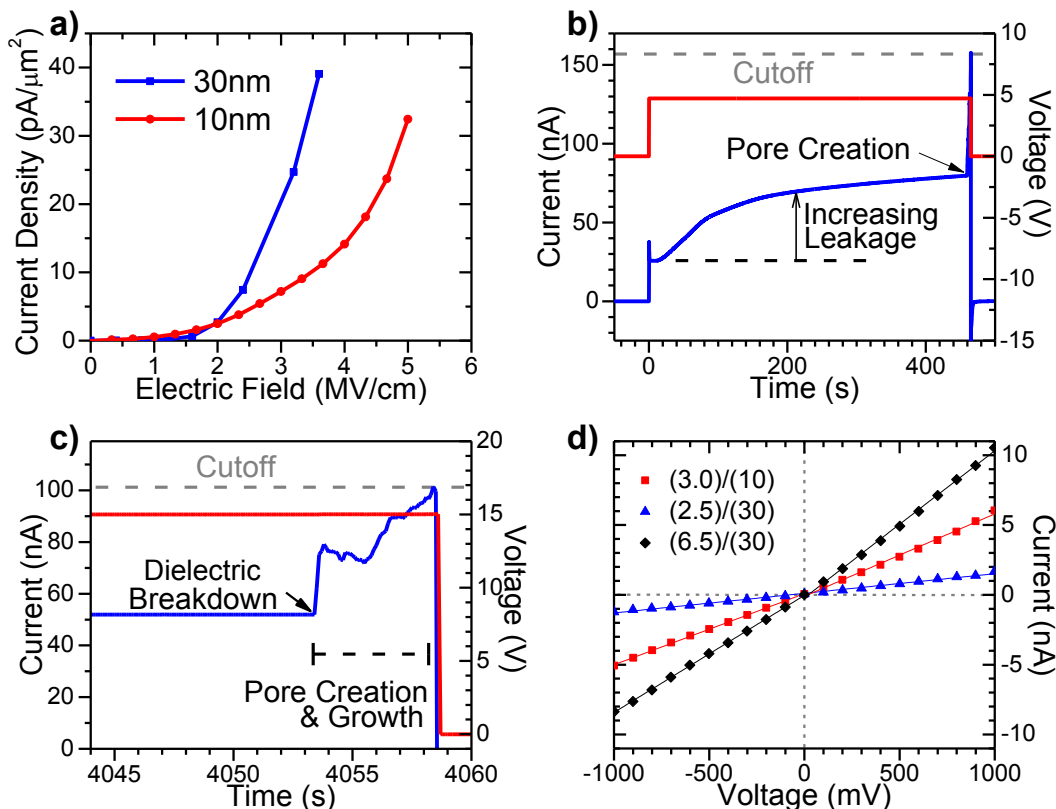 a)
Current Density (pA/μm²)
40
30
20
10
0
30nm
10nm
0 1 2 3 4 5 6
Electric Field (MV/cm)
b)
Current (nA)
150
100
50
0
Cutoff
Pore Creation
Increasing
Leakage
10
5
0
-5
-10
-15
Voltage (V)
0 200 400
Time (s)
c)
Current (nA)
100
80
60
40
20
0
Cutoff
Dielectric
Breakdown
Pore Creation
& Growth
20
15
10
5
0
Voltage (V)
4045 4050 4055 4060
Time (s)
d)
(3.0)/(10)
(2.5)/(30)
(6.5)/(30)
10
5
0
-5
-10
Current (nA)
-1000 -500 0 500 1000
Voltage (mV)